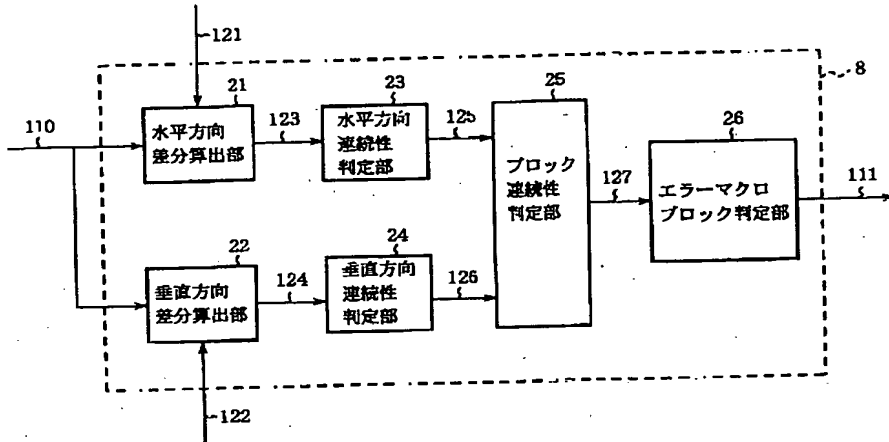 121
8
110
21
水平方向
差分算出部
123
23
水平方向
連続性
判定部
125
25
ブロック
連続性
判定部
127
26
エラーマクロ
ブロック判定部
111
22
垂直方向
差分算出部
124
24
垂直方向
連続性
判定部
126
122